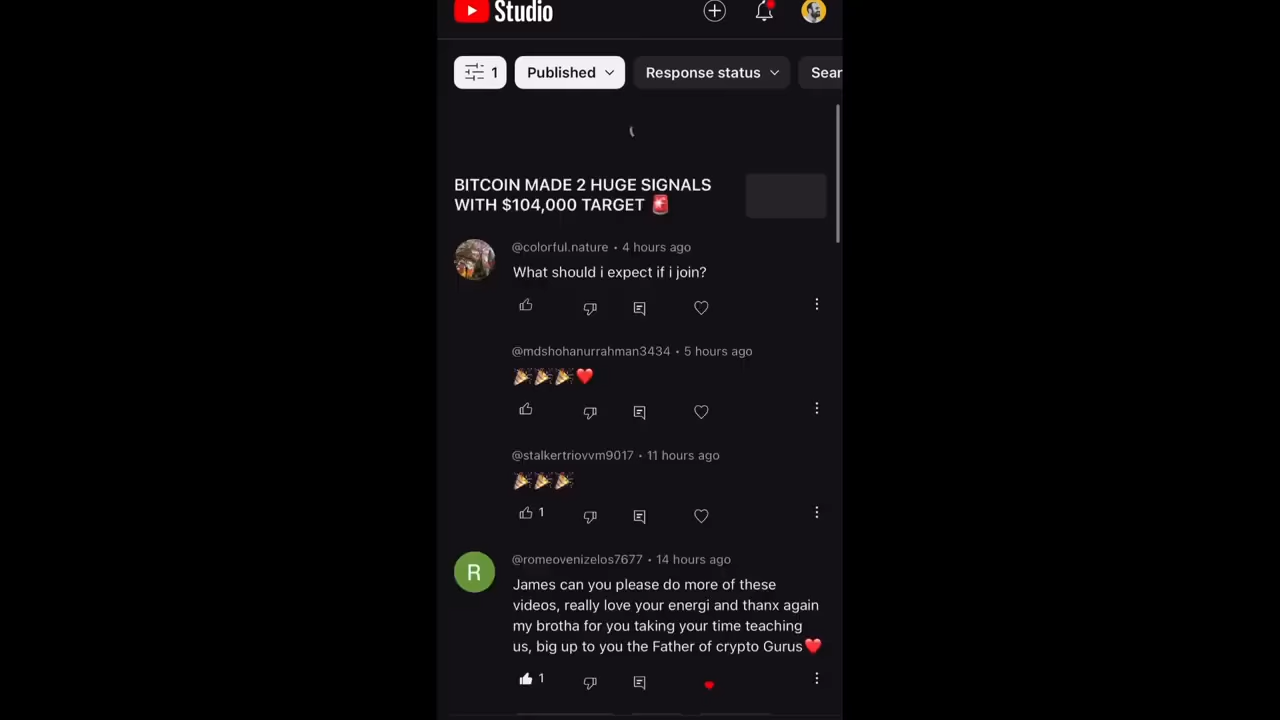 Studio
1
Published
Response status
Sear
BITCOIN MADE 2 HUGE SIGNALS
WITH $104,000 TARGET 🚨
@colorful.nature • 4 hours ago
What should i expect if i join?
@mdshohanurrahman3434 • 5 hours ago
🎉🎉🎉❤️
@stalkertriovvm9017 • 11 hours ago
🎉🎉🎉
1
R
@romeovenizelos7677 • 14 hours ago
James can you please do more of these
videos, really love your energi and thanx again
my brotha for you taking your time teaching
us, big up to you the Father of crypto Gurus❤️
1